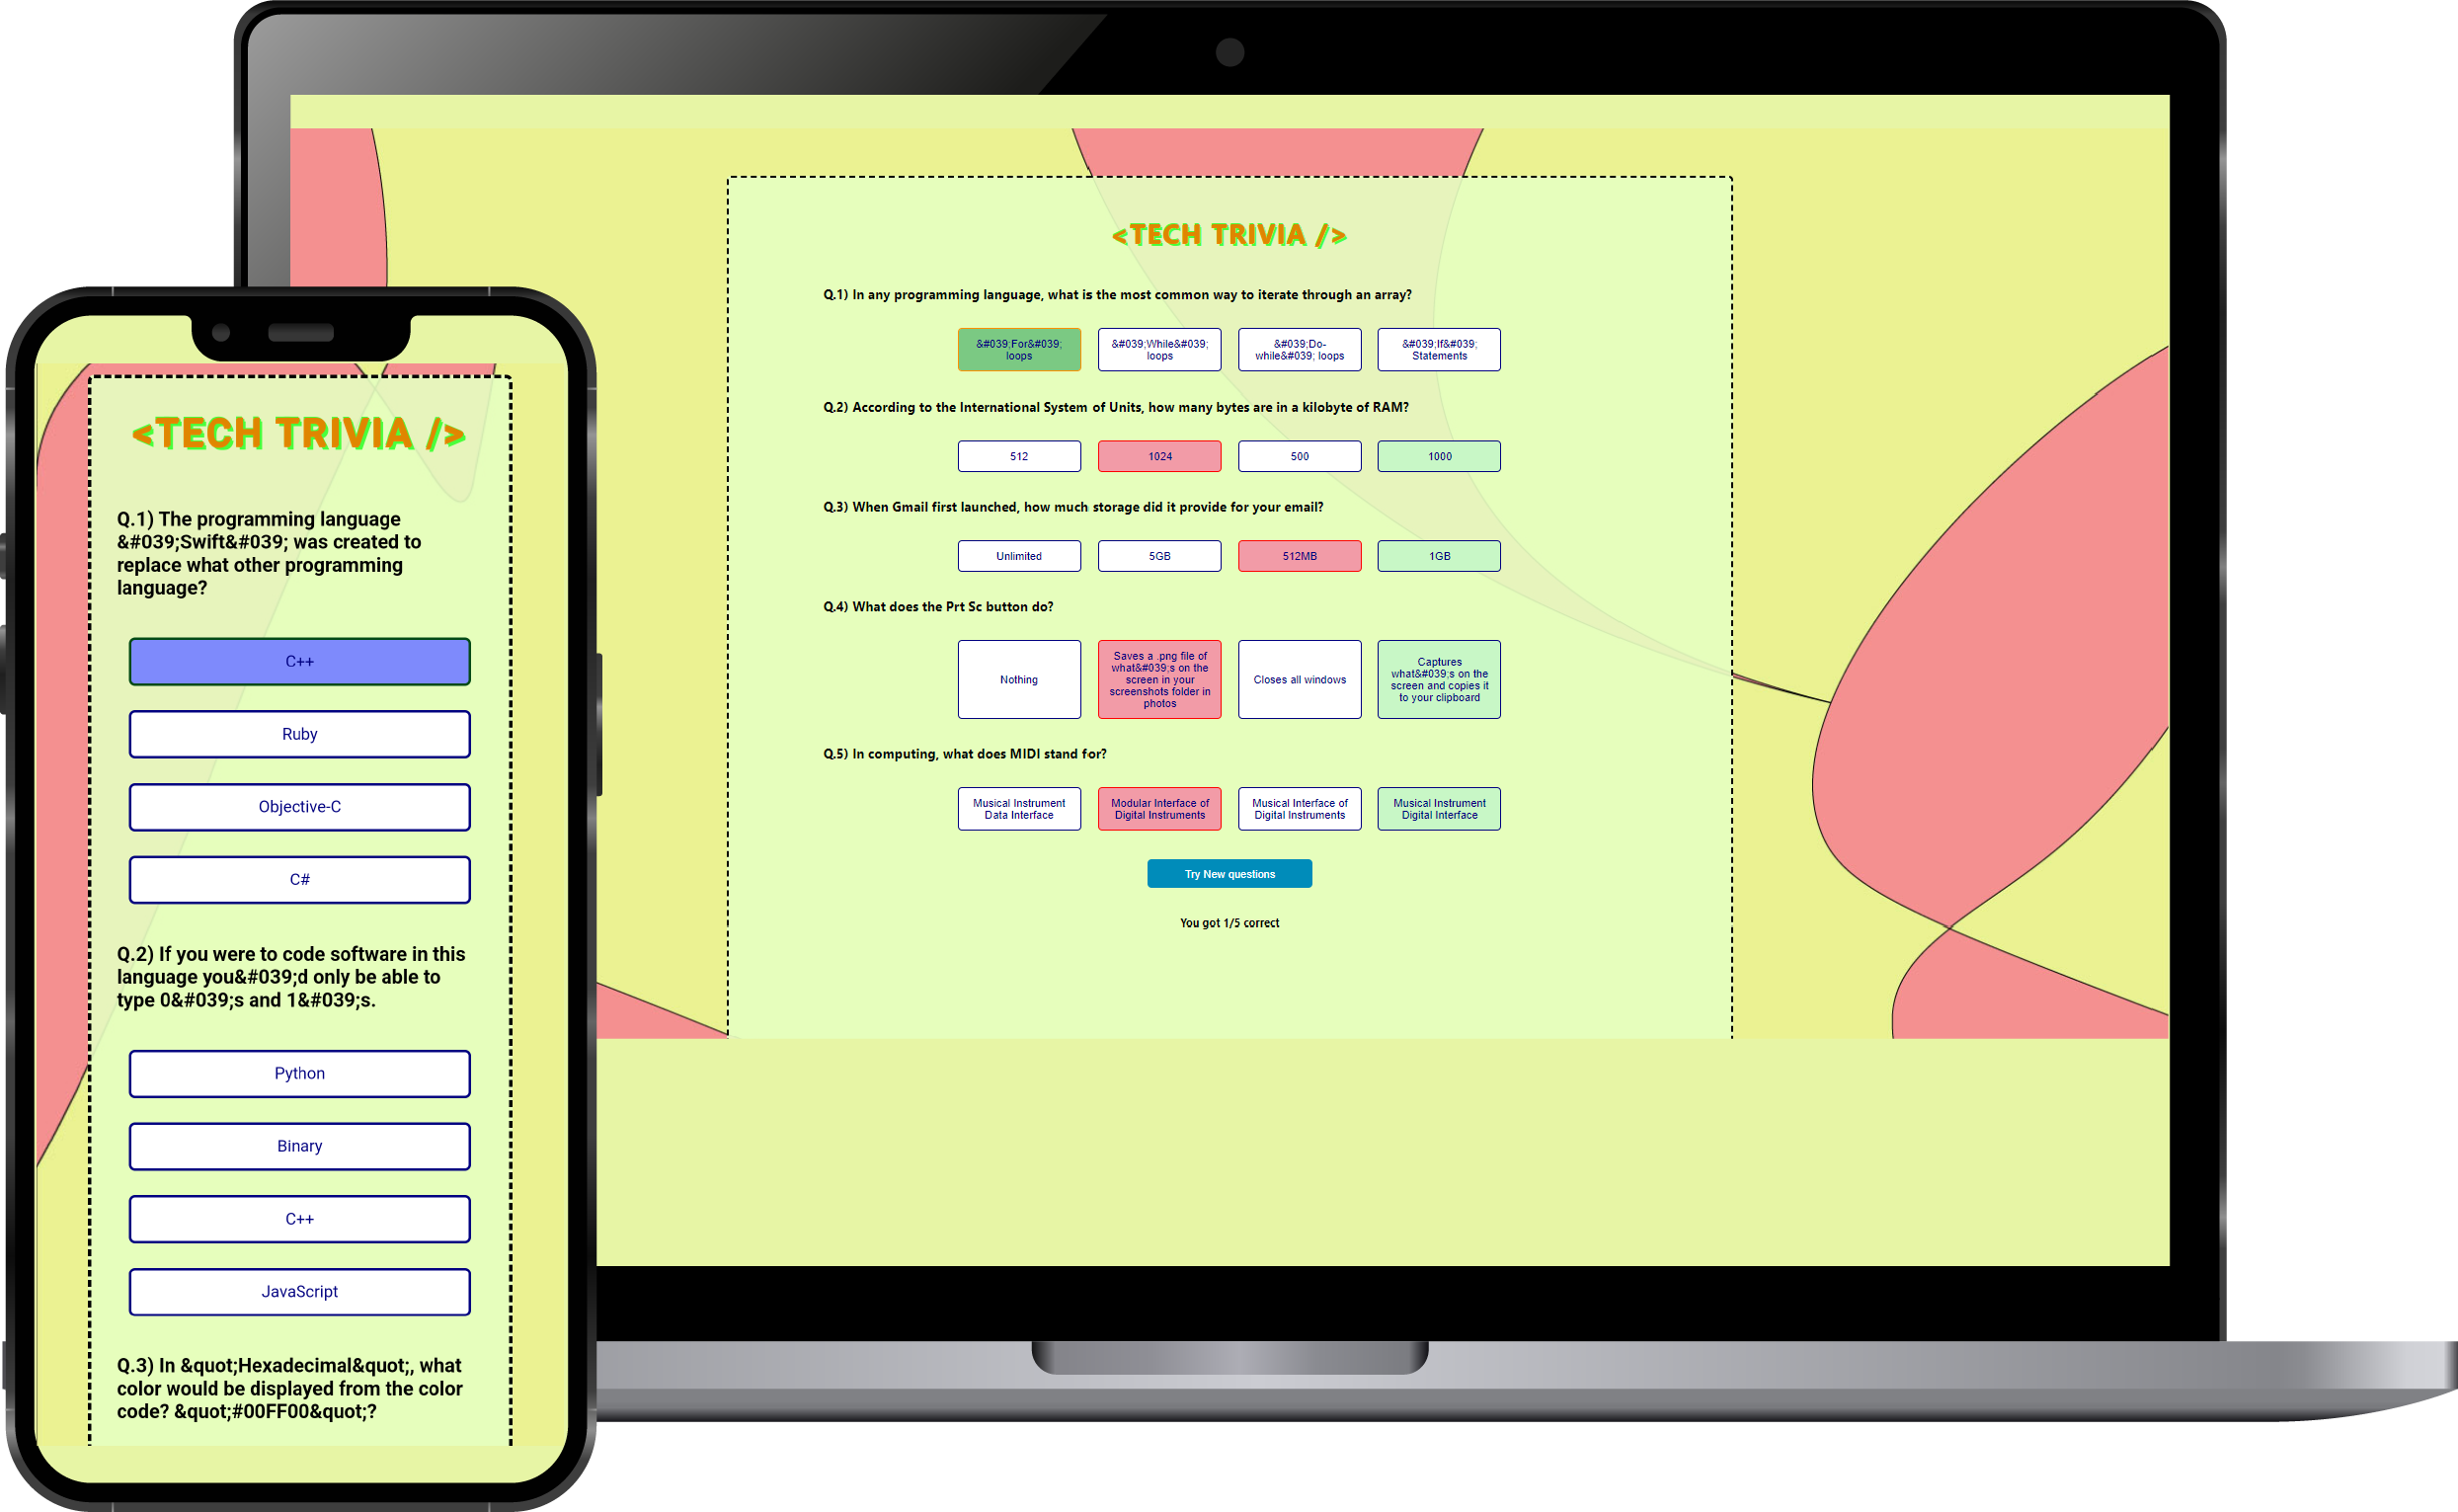 <TECH TRIVIA />
Q.1) The programming language
&#039;Swift&#039; was created to
replace what other programming
language?
C++
Ruby
Objective-C
C#
Q.2) If you were to code software in this
language you&#039;d only be able to
type 0&#039;s and 1&#039;s.
Python
Binary
C++
JavaScript
Q.3) In &quot;Hexadecimal&quot;, what
color would be displayed from the color
code? &quot;#00FF00&quot;?
<TECH TRIVIA />
Q.1) In any programming language, what is the most common way to iterate through an array?
&#039;For&#039;
loops
&#039;While&#039;
loops
&#039;Do-
while&#039; loops
&#039;If&#039;
Statements
Q.2) According to the International System of Units, how many bytes are in a kilobyte of RAM?
512
1024
500
1000
Q.3) When Gmail first launched, how much storage did it provide for your email?
Unlimited
5GB
512MB
1GB
Q.4) What does the Prt Sc button do?
Nothing
Saves a .png file of
what&#039;s on the
screen in your
screenshots folder in
photos
Closes all windows
Captures
what&#039;s on the
screen and copies it
to your clipboard
Q.5) In computing, what does MIDI stand for?
Musical Instrument
Data Interface
Modular Interface of
Digital Instruments
Musical Interface of
Digital Instruments
Musical Instrument
Digital Interface
Try New questions
You got 1/5 correct